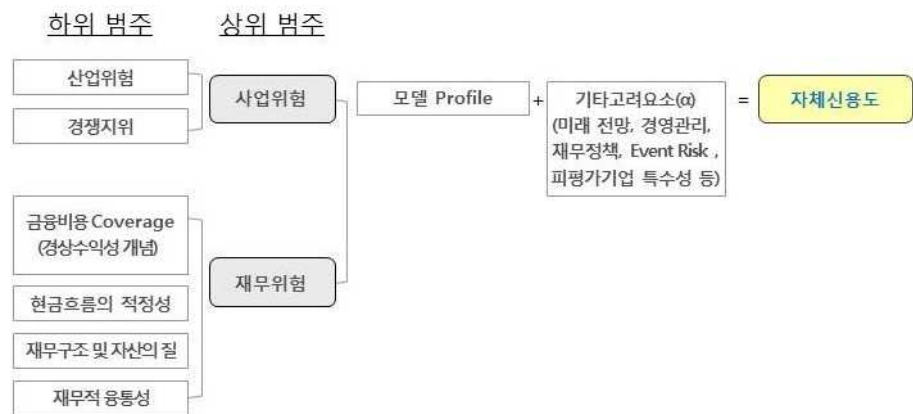 하위 범주
상위 범주
산업위험
경쟁지위
사업위험
모델 Profile
+
기타고려요소(α)
(미래 전망, 경영관리,
재무정책, Event Risk ,
피평가기업 특수성 등)
=
자체신용도
금융비용 Coverage
(경상수익성 개념)
현금흐름의 적정성
재무구조 및 자산의 질
재무적 융통성
재무위험